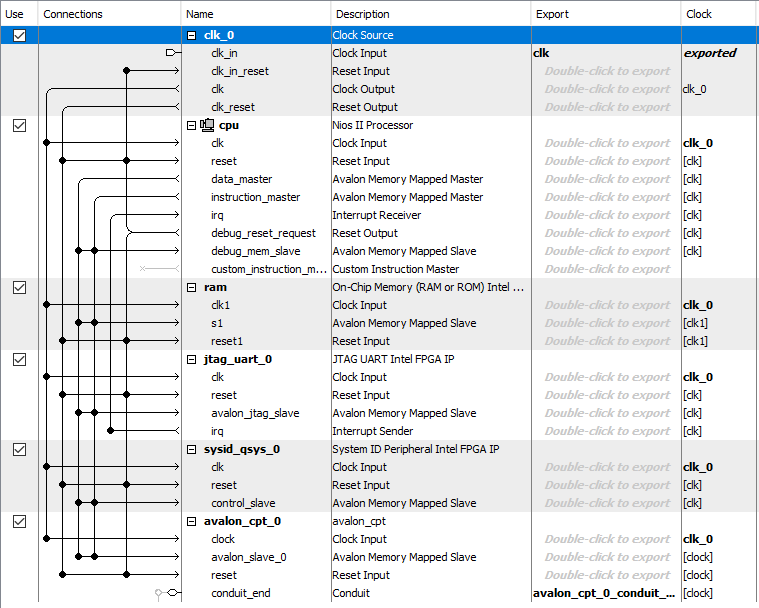 Use Connections Name Description Export Clock
clk_0 Clock Source
clk_in Clock Input clk exported
clk_in_reset Reset Input Double-click to export
clk Clock Output Double-click to export clk_0
clk_reset Reset Output Double-click to export
cpu Nios II Processor
clk Clock Input Double-click to export clk_0
reset Reset Input Double-click to export [clk]
data_master Avalon Memory Mapped Master Double-click to export [clk]
instruction_master Avalon Memory Mapped Master Double-click to export [clk]
irq Interrupt Receiver Double-click to export [clk]
debug_reset_request Reset Output Double-click to export [clk]
debug_mem_slave Avalon Memory Mapped Slave Double-click to export [clk]
custom_instruction_m... Custom Instruction Master Double-click to export
ram On-Chip Memory (RAM or ROM) Intel ...
clk1 Clock Input Double-click to export clk_0
s1 Avalon Memory Mapped Slave Double-click to export [clk1]
reset1 Reset Input Double-click to export [clk1]
jtag_uart_0 JTAG UART Intel FPGA IP
clk Clock Input Double-click to export clk_0
reset Reset Input Double-click to export [clk]
avalon_jtag_slave Avalon Memory Mapped Slave Double-click to export [clk]
irq Interrupt Sender Double-click to export [clk]
sysid_qsys_0 System ID Peripheral Intel FPGA IP
clk Clock Input Double-click to export clk_0
reset Reset Input Double-click to export [clk]
control_slave Avalon Memory Mapped Slave Double-click to export [clk]
avalon_cpt_0 avalon_cpt
clock Clock Input Double-click to export clk_0
avalon_slave_0 Avalon Memory Mapped Slave Double-click to export [clock]
reset Reset Input Double-click to export [clock]
conduit_end Conduit avalon_cpt_0_conduit_... [clock]